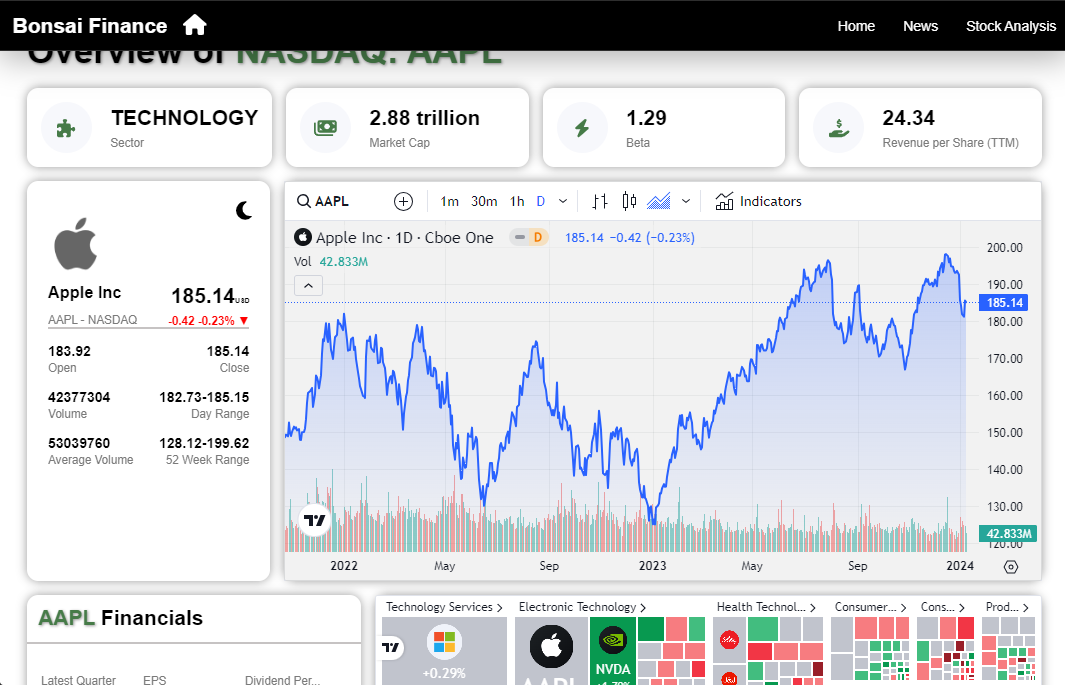 Bonsai Finance
Home
News
Stock Analysis
Overview of NASDAQ: AAPL
TECHNOLOGY
Sector
2.88 trillion
Market Cap
1.29
Beta
24.34
Revenue per Share (TTM)
Apple Inc
185.14USD
AAPL - NASDAQ
-0.42 -0.23% ▼
183.92
185.14
Open
Close
42377304
182.73-185.15
Volume
Day Range
53039760
128.12-199.62
Average Volume
52 Week Range
AAPL
1m
30m
1h
D
Indicators
Apple Inc · 1D · Cboe One
D
185.14 −0.42 (−0.23%)
Vol 42.833M
200.00
190.00
185.14
180.00
170.00
160.00
150.00
140.00
130.00
42.833M
120.00
2022
May
Sep
2023
May
Sep
2024
AAPL Financials
Latest Quarter
EPS
Dividend Per...
Technology Services
Electronic Technology
Health Technol...
Consumer...
Cons...
Prod...
+0.29%
AAPL
NVDA